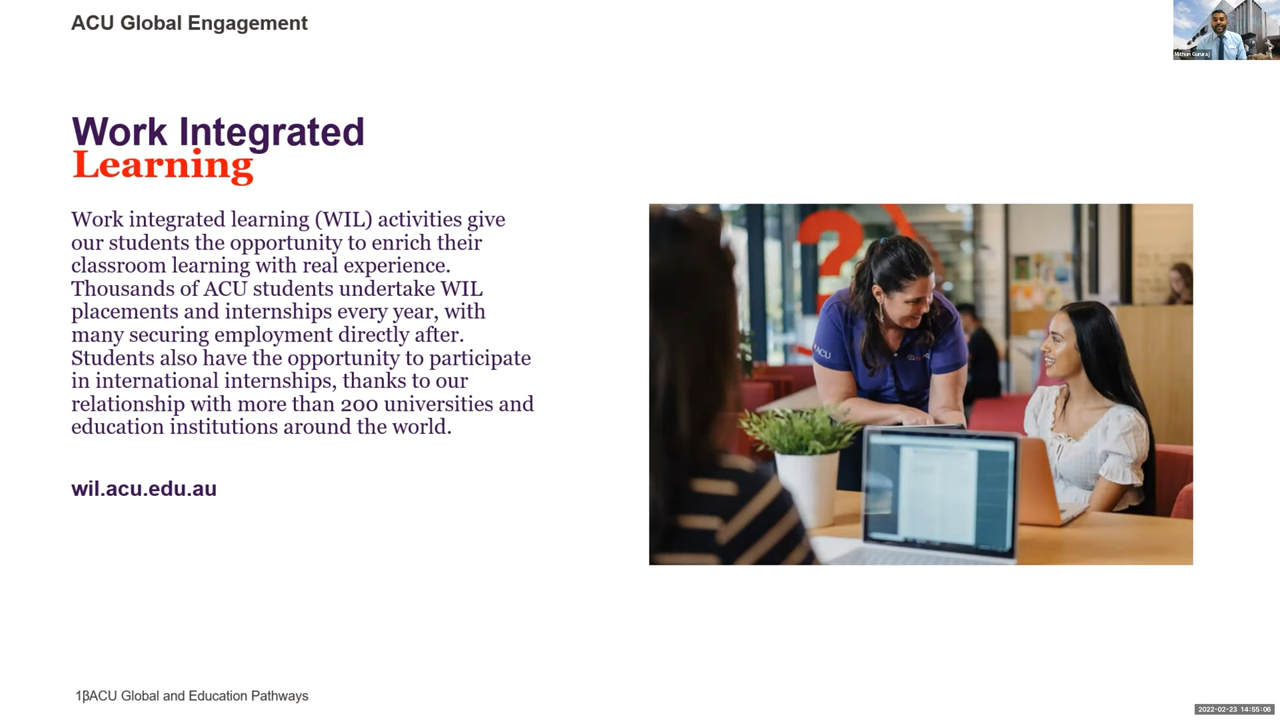 ACU Global Engagement
Mithun Gururaj
Work Integrated
Learning
Work integrated learning (WIL) activities give
our students the opportunity to enrich their
classroom learning with real experience.
Thousands of ACU students undertake WIL
placements and internships every year, with
many securing employment directly after.
Students also have the opportunity to participate
in international internships, thanks to our
relationship with more than 200 universities and
education institutions around the world.
?
ACU
wil.acu.edu.au
ACU Global and Education Pathways
2022-02-23 14:55:06